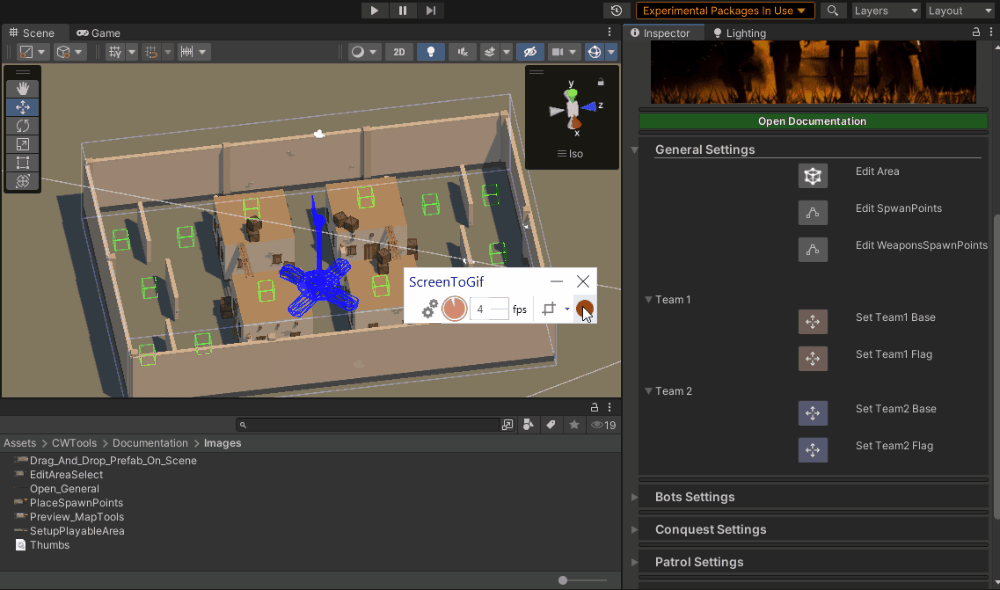 Experimental Packages In Use
Layers
Layout
Scene
Game
Inspector
Lighting
2D
y
z
x
Iso
Open Documentation
General Settings
Edit Area
Edit SpwanPoints
Edit WeaponsSpawnPoints
ScreenToGif
4
fps
Team 1
Set Team1 Base
Set Team1 Flag
Team 2
Set Team2 Base
Set Team2 Flag
19
Assets > CWTools > Documentation > Images
Drag_And_Drop_Prefab_On_Scene
EditAreaSelect
Open_General
PlaceSpawnPoints
Preview_MapTools
SetupPlayableArea
Thumbs
Bots Settings
Conquest Settings
Patrol Settings